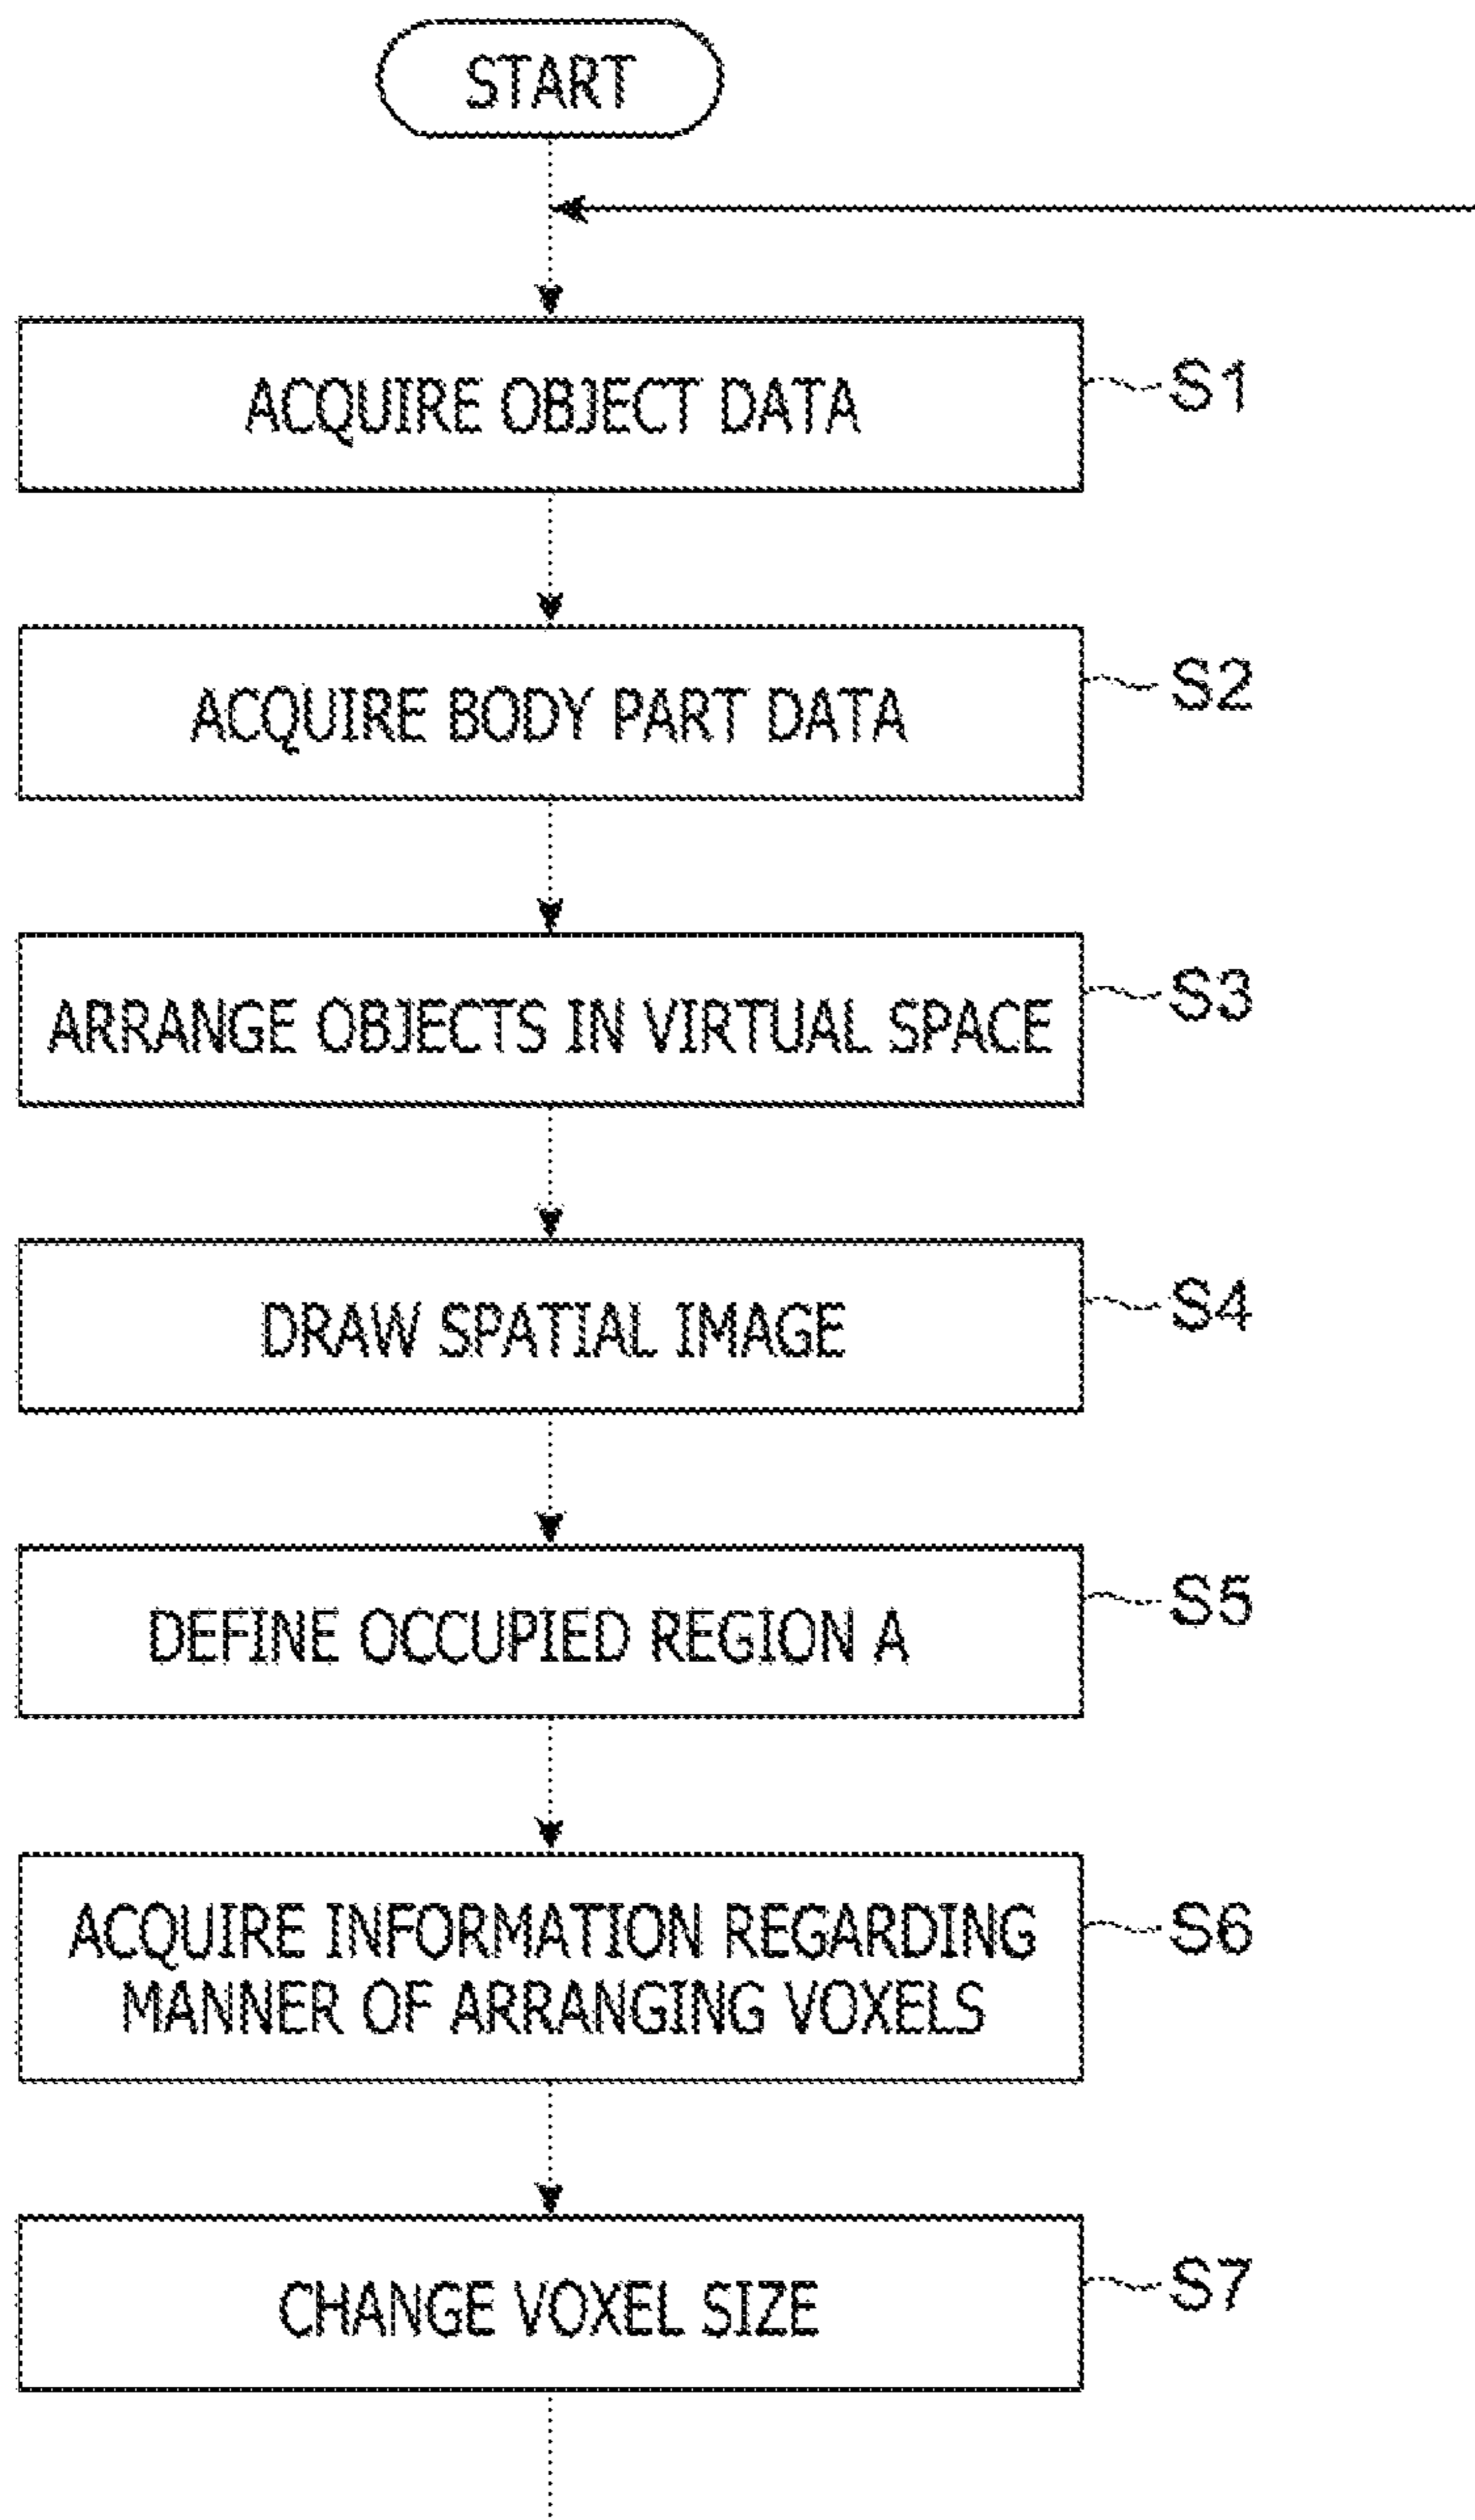 START
ACQUIRE OBJECT DATA
S1
ACQUIRE BODY PART DATA
S2
ARRANGE OBJECTS IN VIRTUAL SPACE
S3
DRAW SPATIAL IMAGE
S4
DEFINE OCCUPIED REGION A
S5
ACQUIRE INFORMATION REGARDING
MANNER OF ARRANGING VOXELS
S6
CHANGE VOXEL SIZE
S7